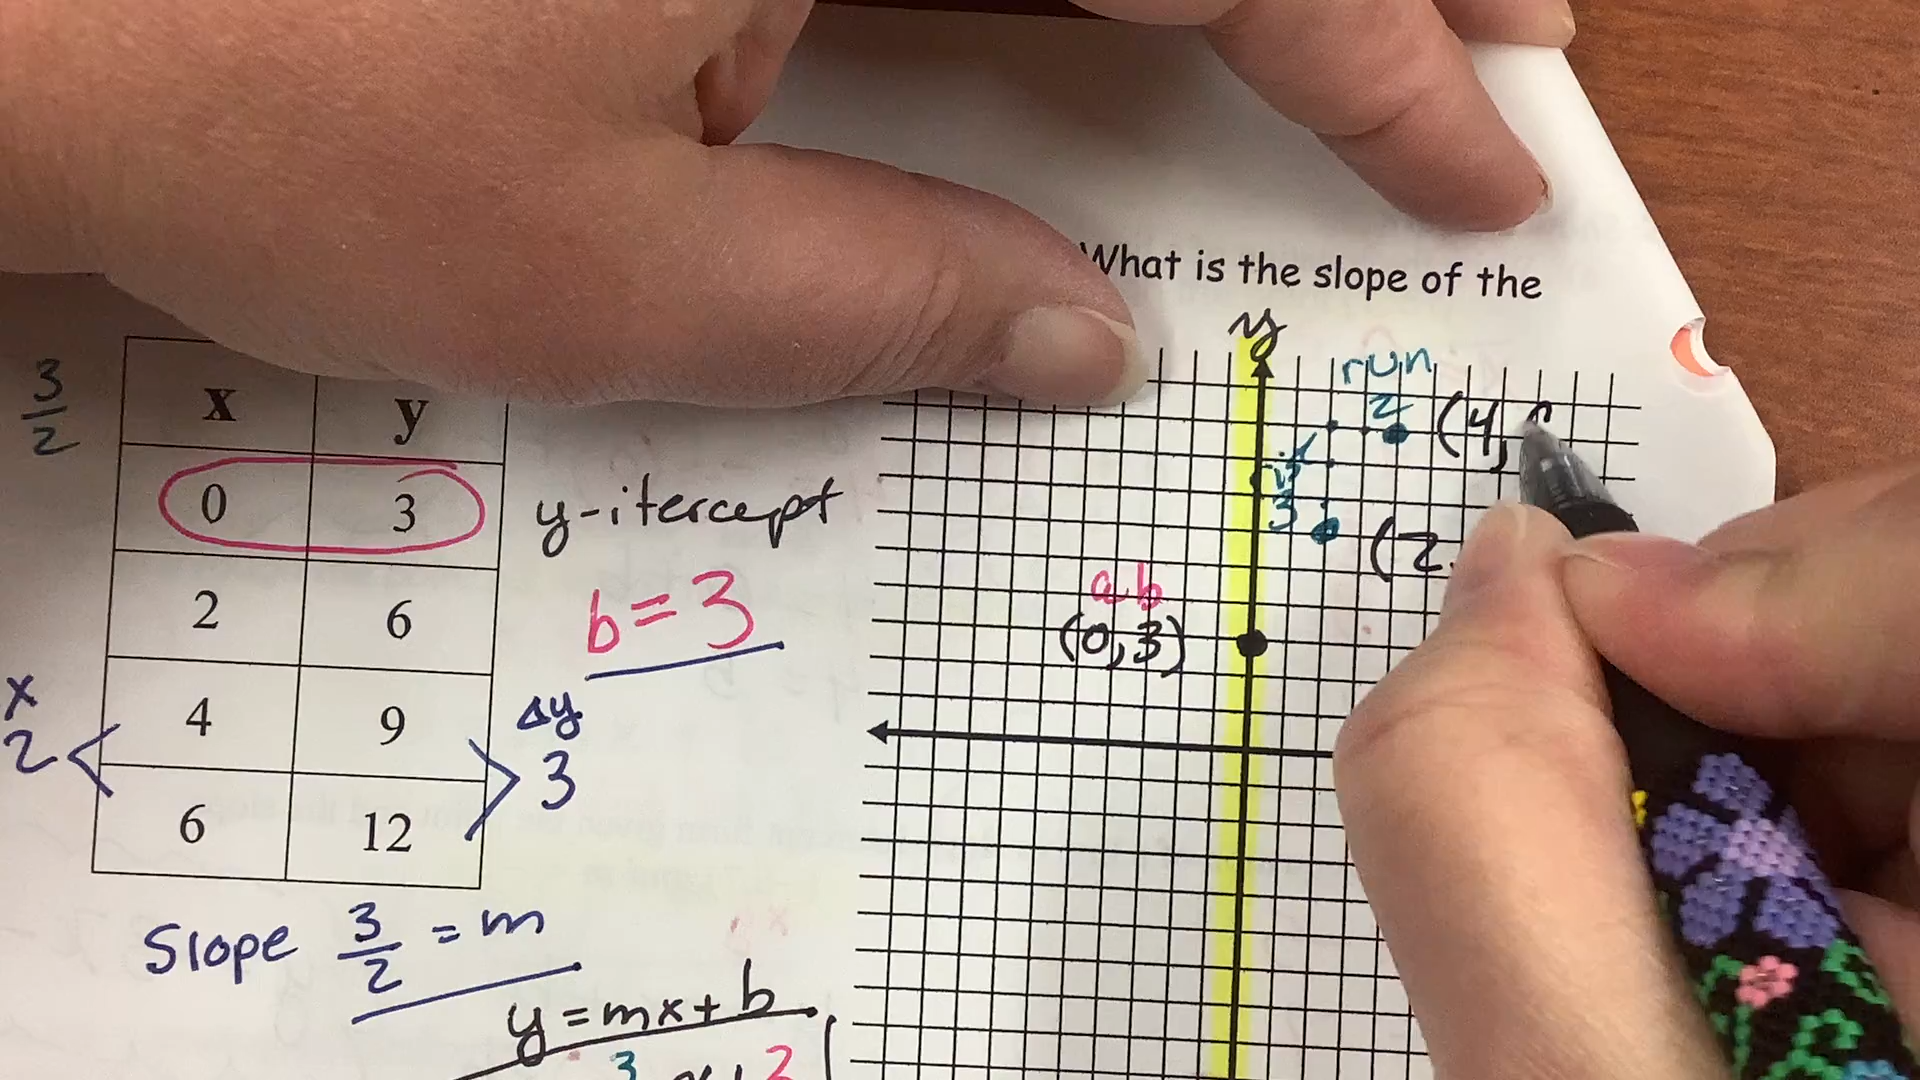 What is the slope of the
y
run
2
(4,
3
2
x y
0 3
y-itercept
3
(2
2 6
b = 3
a b
(0,3)
x
2
4 9
Δy
3
6 12
Slope 3/2 = m
y = mx + b
3